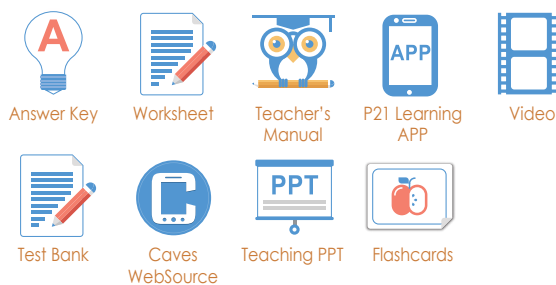 A
APP
Answer Key
Worksheet
Teacher's
Manual
P21 Learning
APP
Video
PPT
Test Bank
Caves
WebSource
Teaching PPT
Flashcards